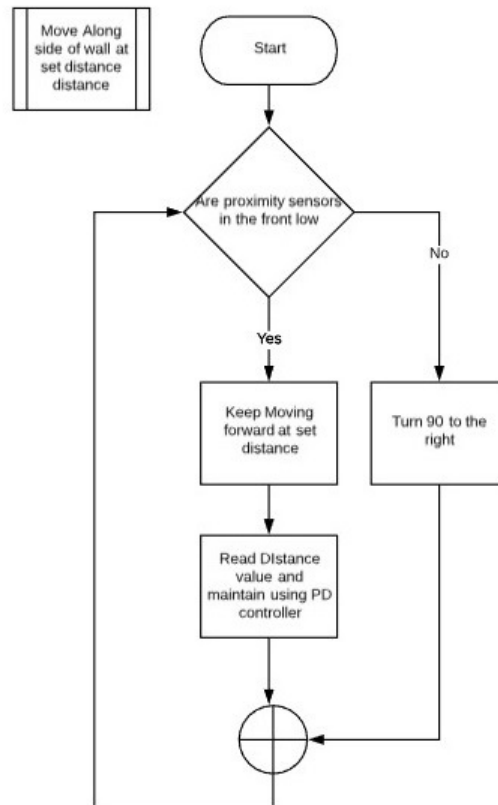 Move Along
side of wall at
set distance
distance
Start
Are proximity sensors
in the front low
No
Yes
Keep Moving
forward at set
distance
Turn 90 to the
right
Read DIstance
value and
maintain using PD
controller